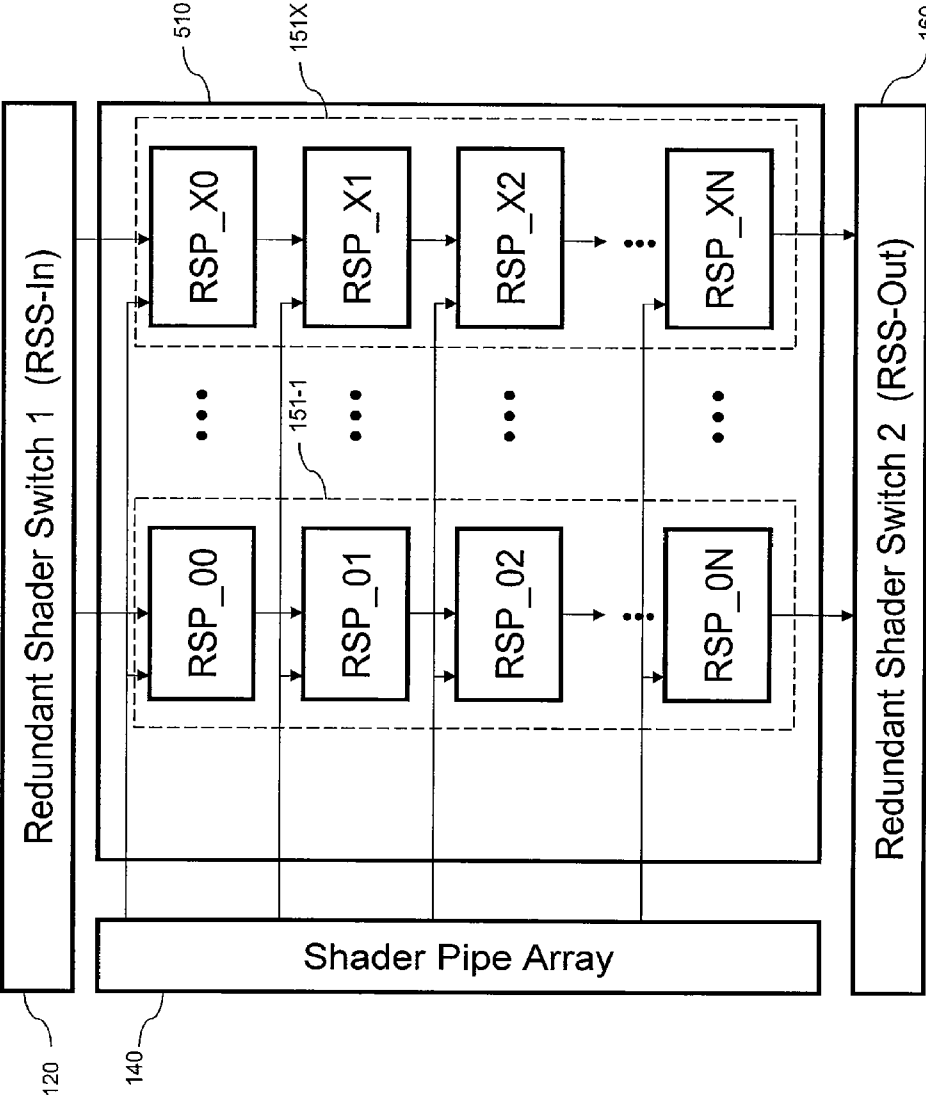 120
Redundant Shader Switch 1 (RSS-In)
140
510
151X
151-1
Shader Pipe Array
RSP_00
...
RSP_X0
RSP_01
...
RSP_X1
RSP_02
...
RSP_X2
...
...
RSP_0N
...
RSP_XN
Redundant Shader Switch 2 (RSS-Out)